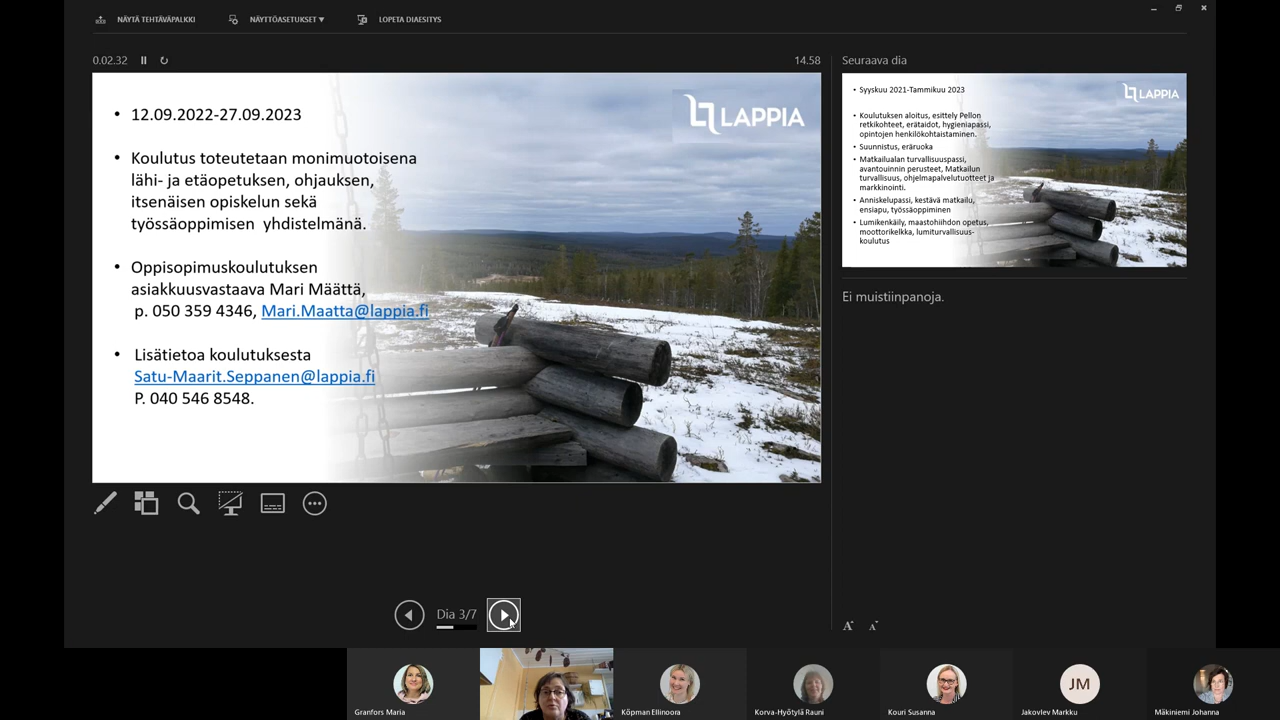 NÄYTÄ TEHTÄVÄPALKKI
NÄYTTÖASETUKSET ▼
LOPETA DIAESITYS
0.02.32
14.58
LAPPIA
• 12.09.2022-27.09.2023
• Koulutus toteutetaan monimuotoisena
lähi- ja etäopetuksen, ohjauksen,
itsenäisen opiskelun sekä
työssäoppimisen yhdistelmänä.
• Oppisopimuskoulutuksen
asiakkuusvastaava Mari Määttä,
p. 050 359 4346, Mari.Maatta@lappia.fi
• Lisätietoa koulutuksesta
Satu-Maarit.Seppanen@lappia.fi
P. 040 546 8548.
Dia 3/7
Seuraava dia
LAPPIA
• Syyskuu 2021-Tammikuu 2023
• Koulutuksen aloitus, esittely Pellon
retkikohteet, erätaidot, hygieniapassi,
opintojen henkilökohtaistaminen.
• Suunnistus, eräruoka
• Matkailualan turvallisuuspassi,
avantouinnin perusteet, Matkailun
turvallisuus, ohjelmapalvelutuotteet ja
markkinointi.
• Anniskelupassi, kestävä matkailu,
ensiapu, työssäoppiminen
• Lumikenkäily, maastohiihdon opetus,
moottorikelkka, lumiturvallisuus-
koulutus
Ei muistiinpanoja.
A A
Granfors Maria
Köpman Ellinoora
Korva-Hyötylä Rauni
Kouri Susanna
JM
Jakovlev Markku
Mäkiniemi Johanna